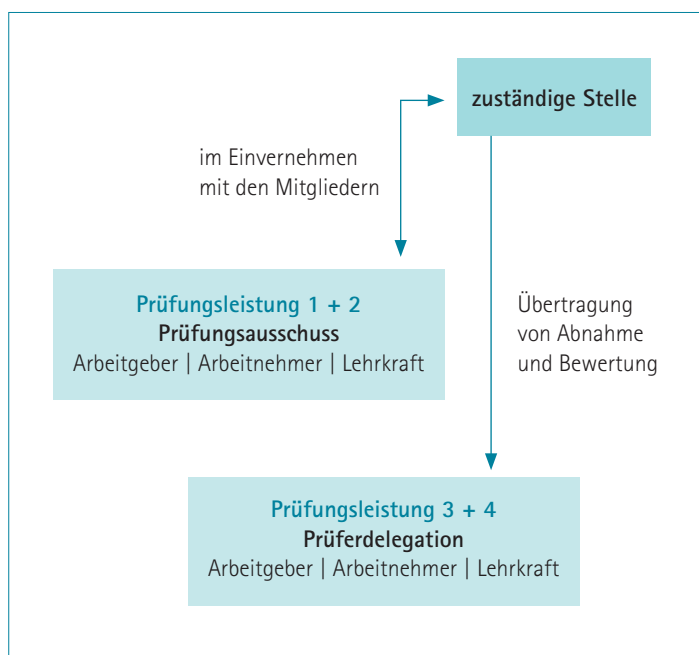 zuständige Stelle
im Einvernehmen
mit den Mitgliedern
Prüfungsleistung 1 + 2
Prüfungsausschuss
Arbeitgeber | Arbeitnehmer | Lehrkraft
Übertragung
von Abnahme
und Bewertung
Prüfungsleistung 3 + 4
Prüferdelegation
Arbeitgeber | Arbeitnehmer | Lehrkraft